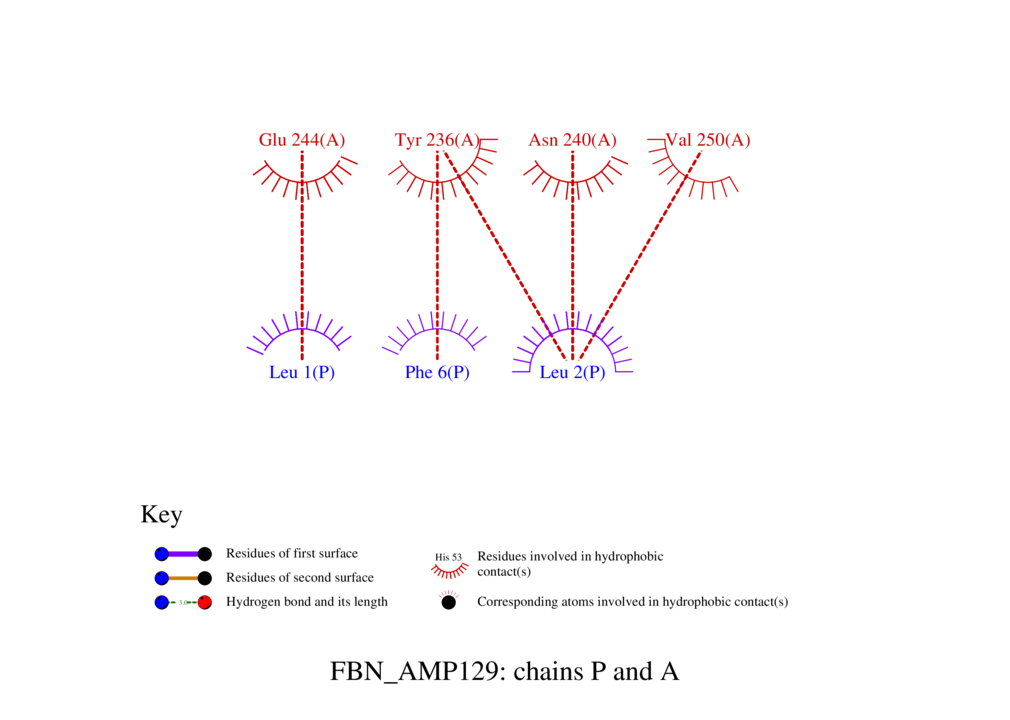 Glu 244(A) Tyr 236(A) Asn 240(A) Val 250(A)
Leu 1(P) Phe 6(P) Leu 2(P)
Key
Residues of first surface
Residues of second surface
3.0
Hydrogen bond and its length
His 53
Residues involved in hydrophobic
contact(s)
Corresponding atoms involved in hydrophobic contact(s)
FBN_AMP129: chains P and A